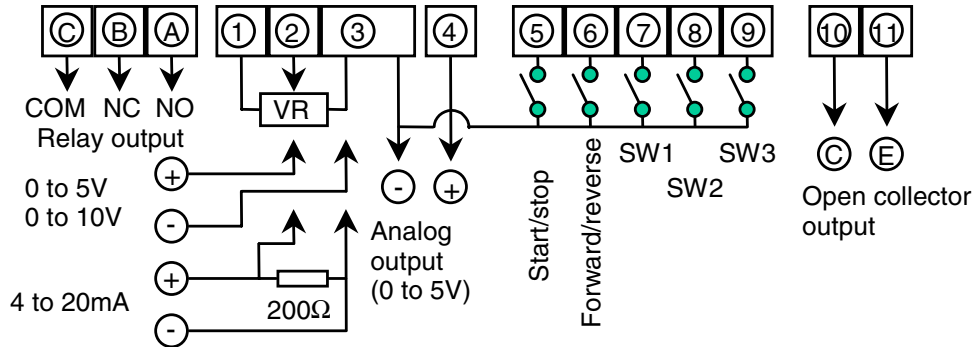 C B A 1 2 3 4 5 6 7 8 9 10 11
COM NC NO
Relay output
VR
0 to 5V
0 to 10V
+
-
4 to 20mA
+
-
200Ω
- +
Analog
output
(0 to 5V)
Start/stop
Forward/reverse
SW1
SW2
SW3
C E
Open collector
output